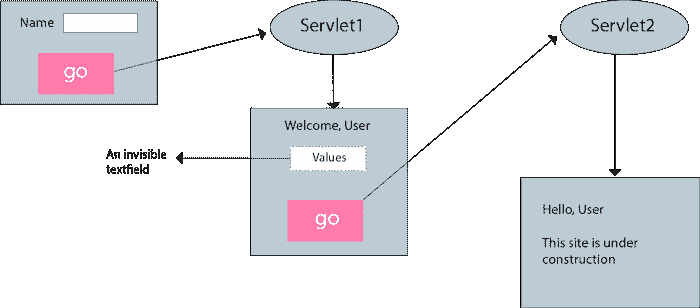 Name
go
Servlet1
Welcome, User
Values
An invisible
textfield
go
Servlet2
Hello, User
This site is under
construction